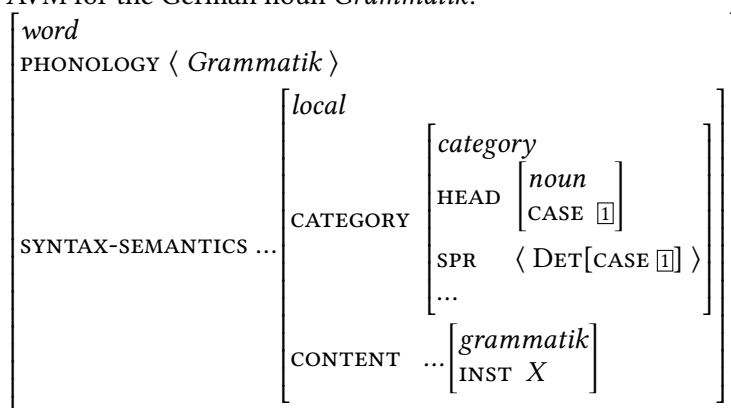 AVM for the German noun Grammatik:
word
PHONOLOGY ⟨ Grammatik ⟩
local
category
HEAD noun
CASE 1
CATEGORY
SYNTAX-SEMANTICS ...
SPR ⟨ DET[CASE 1] ⟩
...
grammatik
CONTENT ...
INST X